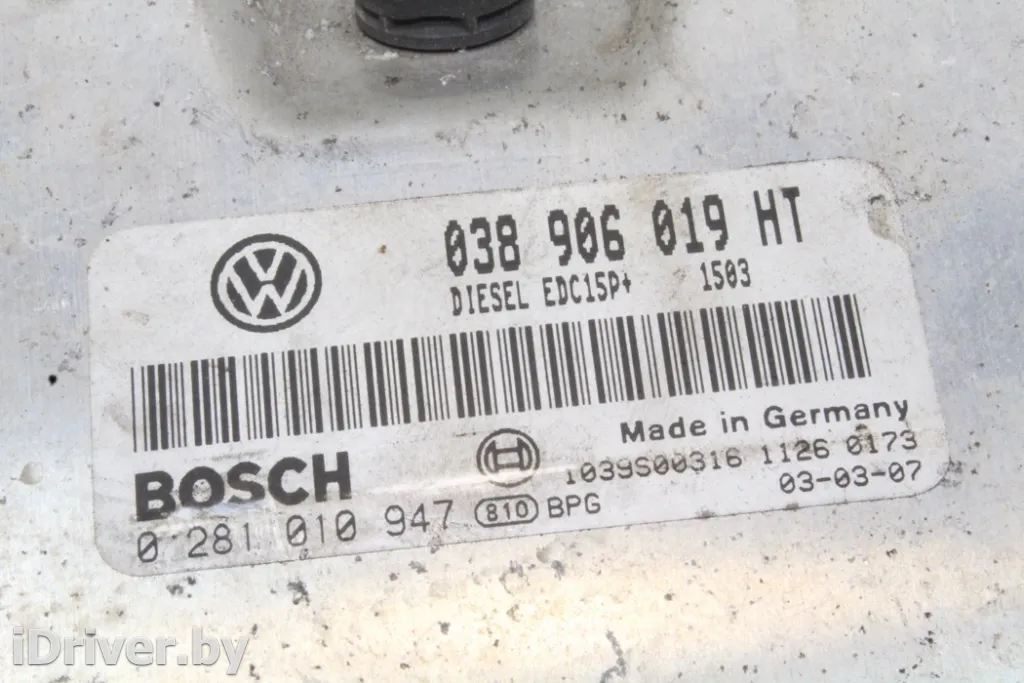 038 906 019 HT
DIESEL EDC15P+ 1503
Made in Germany
BOSCH
1039S00316 1126 0173
0 281 010 947 810 BPG
03-03-07
iDriver.by